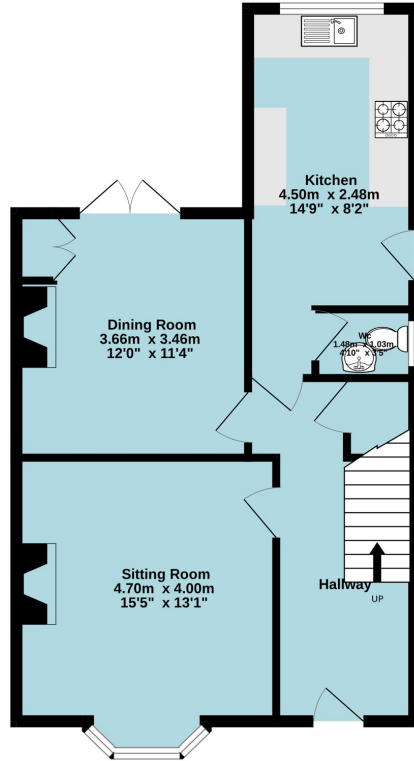 Kitchen
4.50m x 2.48m
14'9" x 8'2"
Wc
1.48m x 1.03m
4'10" x 3'5"
Dining Room
3.66m x 3.46m
12'0" x 11'4"
Sitting Room
4.70m x 4.00m
15'5" x 13'1"
Hallway
UP